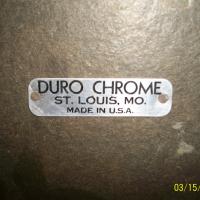 DURO CHROME
ST. LOUIS, MO.
MADE IN U.S.A.
03/15/